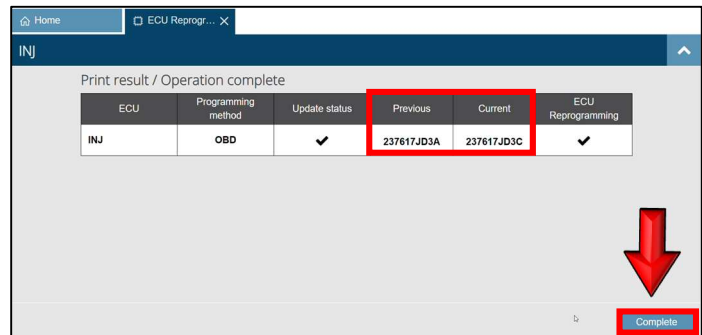 Home
ECU Reprogr... X
INJ
Print result / Operation complete
ECU Programming method Update status Previous Current ECU Reprogramming
INJ OBD ✔ 237617JD3A 237617JD3C ✔
Complete